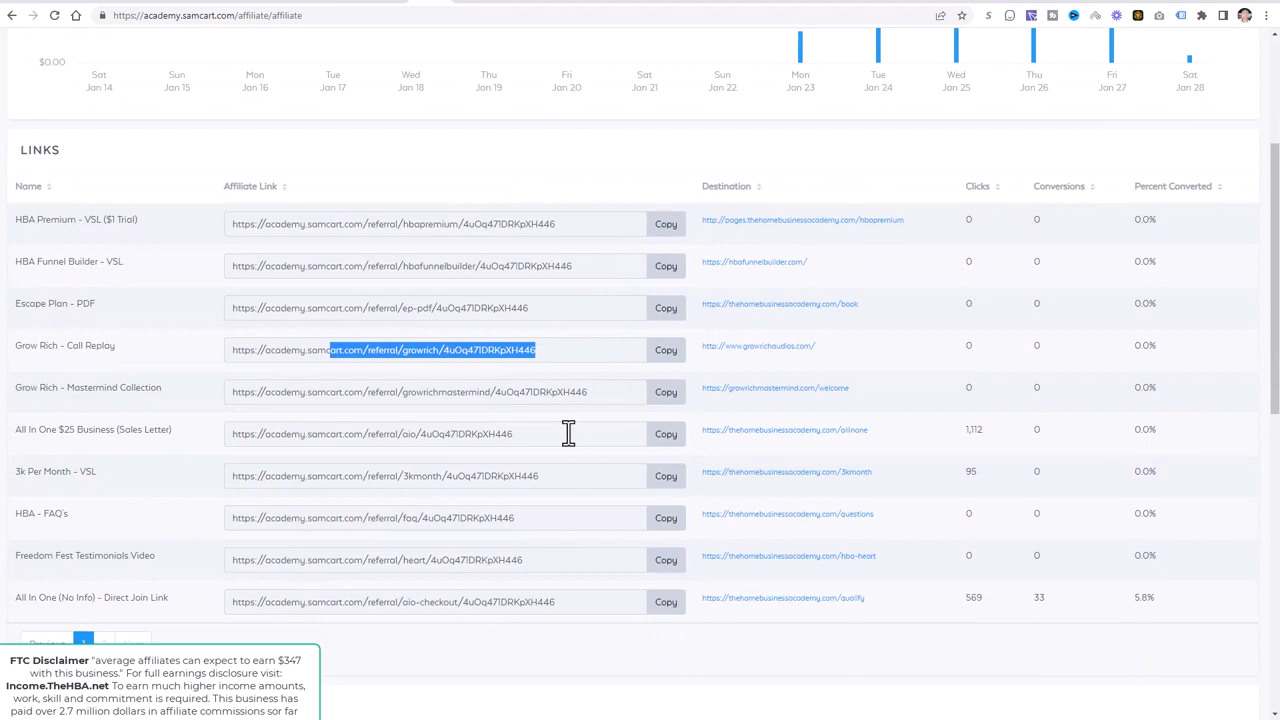 https://academy.samcart.com/affiliate/affiliate
$0.00
Sat Sun Mon Tue Wed Thu Fri Sat Sun Mon Tue Wed Thu Fri Sat
Jan 14 Jan 15 Jan 16 Jan 17 Jan 18 Jan 19 Jan 20 Jan 21 Jan 22 Jan 23 Jan 24 Jan 25 Jan 26 Jan 27 Jan 28
LINKS
Name Affiliate Link Destination Clicks Conversions Percent Converted
HBA Premium - VSL ($1 Trial) https://academy.samcart.com/referral/hbapremium/4uOq471DRKpXH446 Copy http://pages.thehomebusinessacademy.com/hbapremium 0 0 0.0%
HBA Funnel Builder - VSL https://academy.samcart.com/referral/hbafunnelbuilder/4uOq471DRKpXH446 Copy https://hbafunnelbuilder.com/ 0 0 0.0%
Escape Plan - PDF https://academy.samcart.com/referral/ep-pdf/4uOq471DRKpXH446 Copy https://thehomebusinessacademy.com/book 0 0 0.0%
Grow Rich - Call Replay https://academy.samcart.com/referral/growrich/4uOq471DRKpXH446 Copy http://www.growrichaudios.com/ 0 0 0.0%
Grow Rich - Mastermind Collection https://academy.samcart.com/referral/growrichmastermind/4uOq471DRKpXH446 Copy https://growrichmastermind.com/welcome 0 0 0.0%
All In One $25 Business (Sales Letter) https://academy.samcart.com/referral/aio/4uOq471DRKpXH446 Copy https://thehomebusinessacademy.com/allinone 1,112 0 0.0%
3k Per Month - VSL https://academy.samcart.com/referral/3kmonth/4uOq471DRKpXH446 Copy https://thehomebusinessacademy.com/3kmonth 95 0 0.0%
HBA - FAQ's https://academy.samcart.com/referral/faq/4uOq471DRKpXH446 Copy https://thehomebusinessacademy.com/questions 0 0 0.0%
Freedom Fest Testimonials Video https://academy.samcart.com/referral/heart/4uOq471DRKpXH446 Copy https://thehomebusinessacademy.com/hba-heart 0 0 0.0%
All In One (No Info) - Direct Join Link https://academy.samcart.com/referral/aio-checkout/4uOq471DRKpXH446 Copy https://thehomebusinessacademy.com/qualify 569 33 5.8%
Previous 1
FTC Disclaimer "average affiliates can expect to earn $347
with this business." For full earnings disclosure visit:
Income.TheHBA.net To earn much higher income amounts,
work, skill and commitment is required. This business has
paid over 2.7 million dollars in affiliate commissions sor far